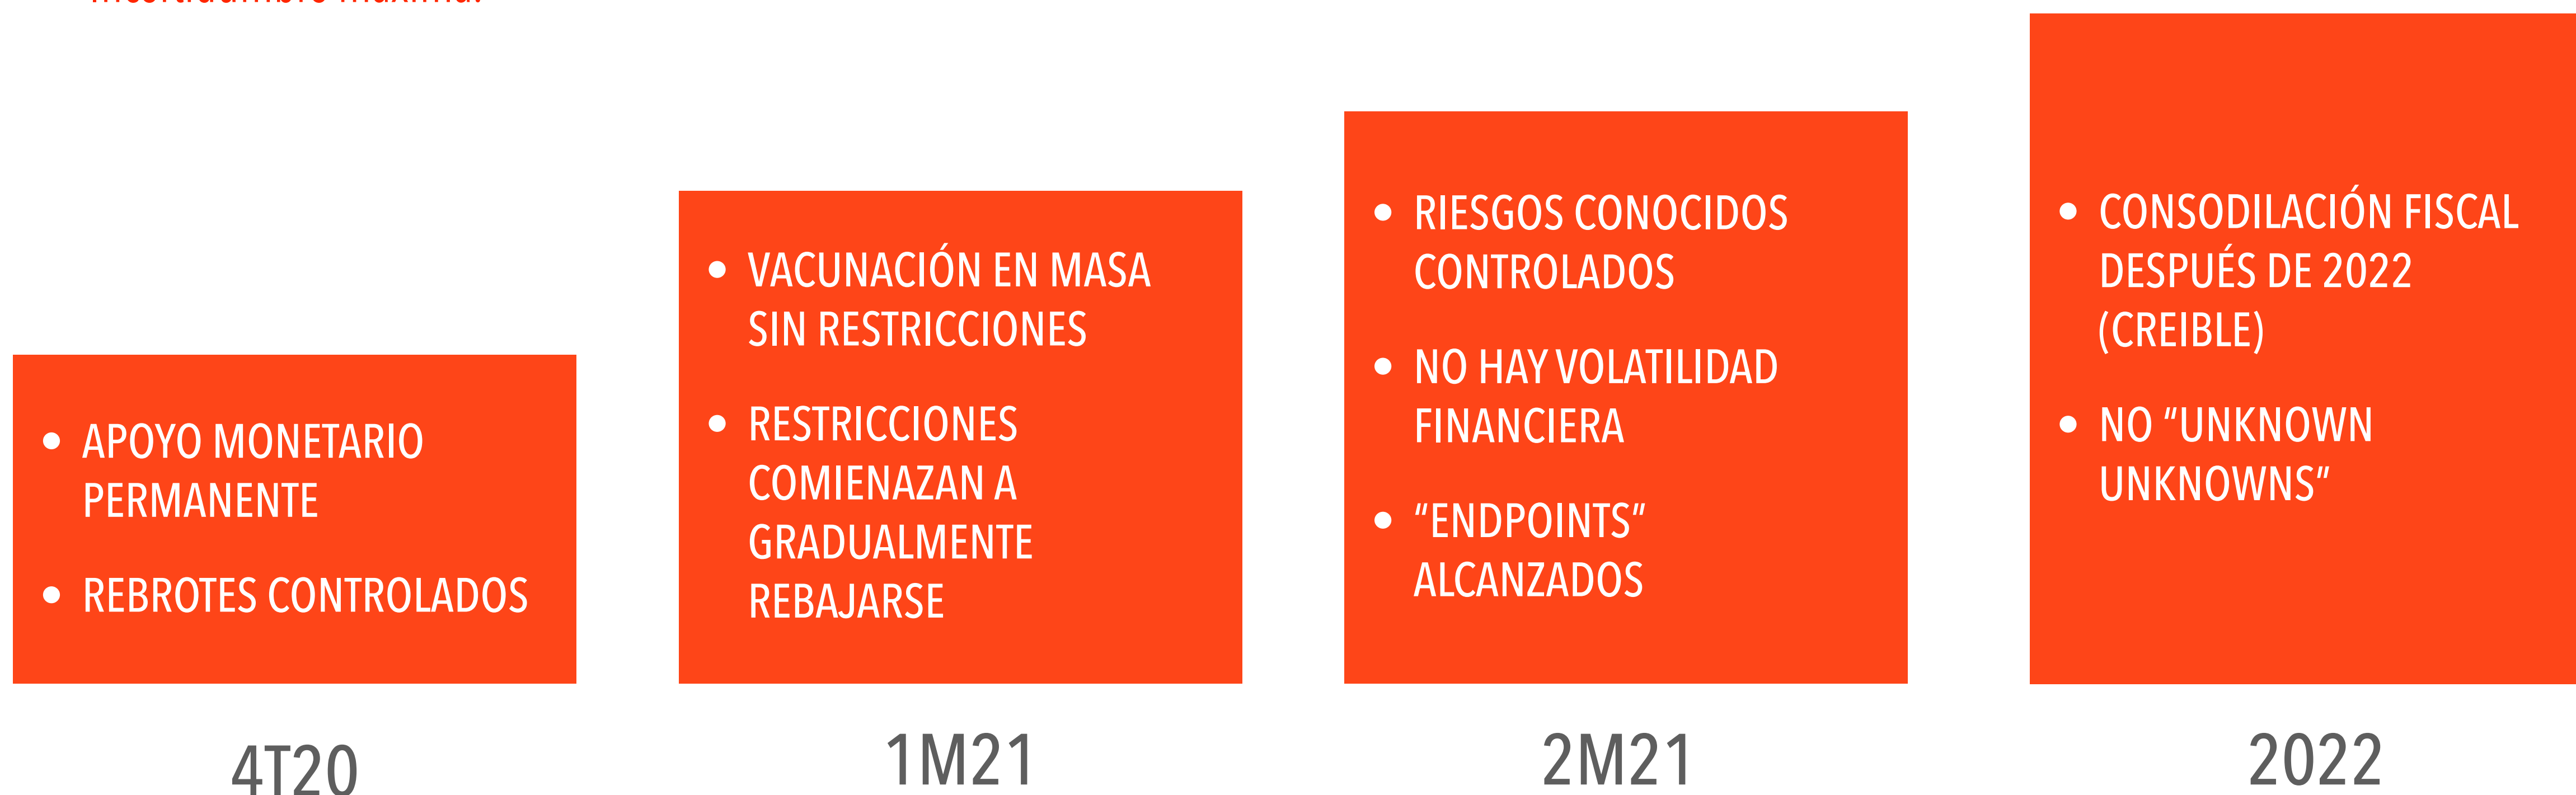 • APOYO MONETARIO
PERMANENTE
• REBROTES CONTROLADOS
4T20
• VACUNACIÓN EN MASA
SIN RESTRICCIONES
• RESTRICCIONES
COMIENAZAN A
GRADUALMENTE
REBAJARSE
1M21
• RIESGOS CONOCIDOS
CONTROLADOS
• NO HAY VOLATILIDAD
FINANCIERA
• “ENDPOINTS”
ALCANZADOS
2M21
• CONSODILACIÓN FISCAL
DESPUÉS DE 2022
(CREIBLE)
• NO “UNKNOWN
UNKNOWNS”
2022